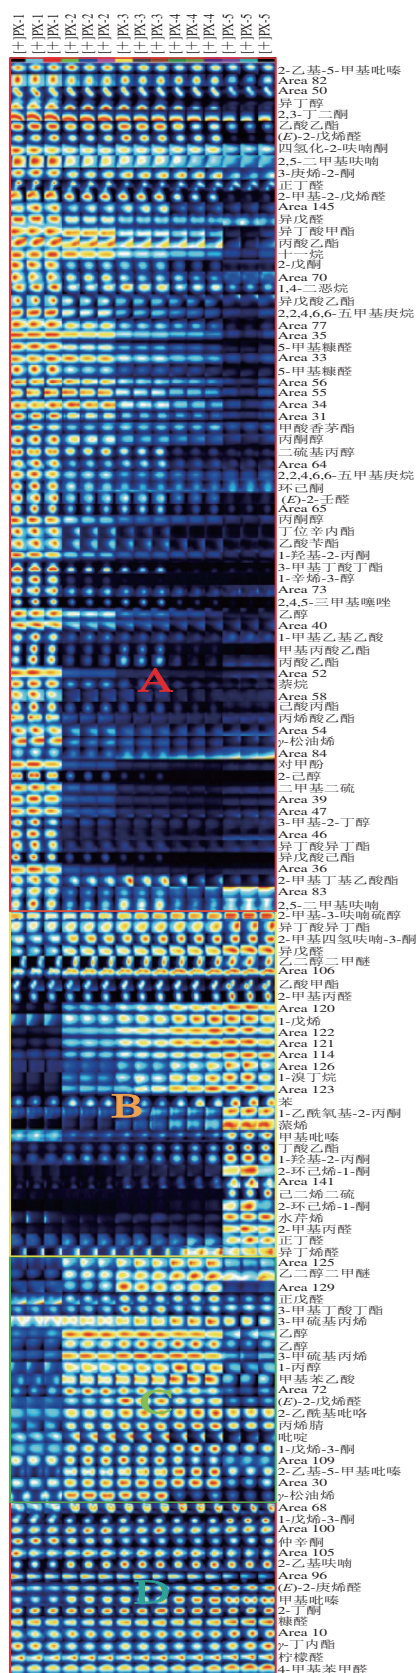 [+]PX-1
[+]PX-1
[+]PX-1
[+]PX-2
[+]PX-2
[+]PX-2
[+]PX-3
[+]PX-3
[+]PX-3
[+]PX-4
[+]PX-4
[+]PX-4
[+]PX-5
[+]PX-5
[+]PX-5
2-乙基-5-甲基吡嗪
Area 82
Area 50
异丁醇
2,3-丁二酮
乙酸乙酯
(E)-2-戊烯醛
四氢化-2-呋喃酮
2,5-二甲基呋喃
3-庚烯-2-酮
正丁醛
2-甲基-2-戊烯醛
Area 145
异戊醛
异丁酸甲酯
丙酸乙酯
十一烷
2-戊酮
Area 70
1,4-二恶烷
异戊酸乙酯
2,2,4,6,6-五甲基庚烷
Area 77
Area 35
5-甲基糠醛
Area 33
5-甲基糠醛
Area 56
Area 55
Area 34
Area 31
甲酸香茅酯
丙酮醇
二硫基丙醇
Area 64
2,2,4,6,6-五甲基庚烷
环己酮
(E)-2-壬醛
Area 65
丙酮醇
丁位辛内酯
乙酸苄酯
1-羟基-2-丙酮
3-甲基丁酸丁酯
1-辛烯-3-醇
Area 73
2,4,5-三甲基噻唑
乙醇
Area 40
1-甲基乙基乙酸
甲基丙酸乙酯
丙酸乙酯
A
Area 52
萘烷
Area 58
己酸丙酯
丙烯酸乙酯
Area 54
γ-松油烯
Area 84
对甲酚
2-己醇
二甲基二硫
Area 39
Area 47
3-甲基-2-丁醇
Area 46
异丁酸异丁酯
异戊酸己酯
Area 36
2-甲基丁基乙酸酯
Area 83
2,5-二甲基呋喃
2-甲基-3-呋喃硫醇
异丁酸异丁酯
2-甲基四氢呋喃-3-酮
异戊醛
乙二醇二甲醚
Area 106
乙酸甲酯
2-甲基丙醛
Area 120
1-戊烯
Area 122
Area 121
Area 114
Area 126
1-溴丁烷
Area 123
B
苯
1-乙酰氧基-2-丙酮
蒎烯
甲基吡嗪
丁酸乙酯
1-羟基-2-丙酮
2-环己烯-1-酮
Area 141
己二烯二硫
2-环己烯-1-酮
水芹烯
2-甲基丙醛
正丁醛
异丁烯醛
Area 125
乙二醇二甲醚
Area 129
正戊醛
3-甲基丁酸丁酯
3-甲硫基丙烯
乙醇
乙醇
3-甲硫基丙烯
1-丙醇
甲基苯乙酸
Area 72
C
(E)-2-戊烯醛
2-乙酰基吡咯
丙烯腈
吡啶
1-戊烯-3-酮
Area 109
2-乙基-5-甲基吡嗪
Area 30
γ-松油烯
Area 68
1-戊烯-3-酮
Area 100
仲辛酮
Area 105
2-乙基呋喃
Area 96
D
(E)-2-庚烯醛
甲基吡嗪
2-丁酮
糠醛
Area 10
γ-丁内酯
柠檬醛
4-甲基苯甲醛